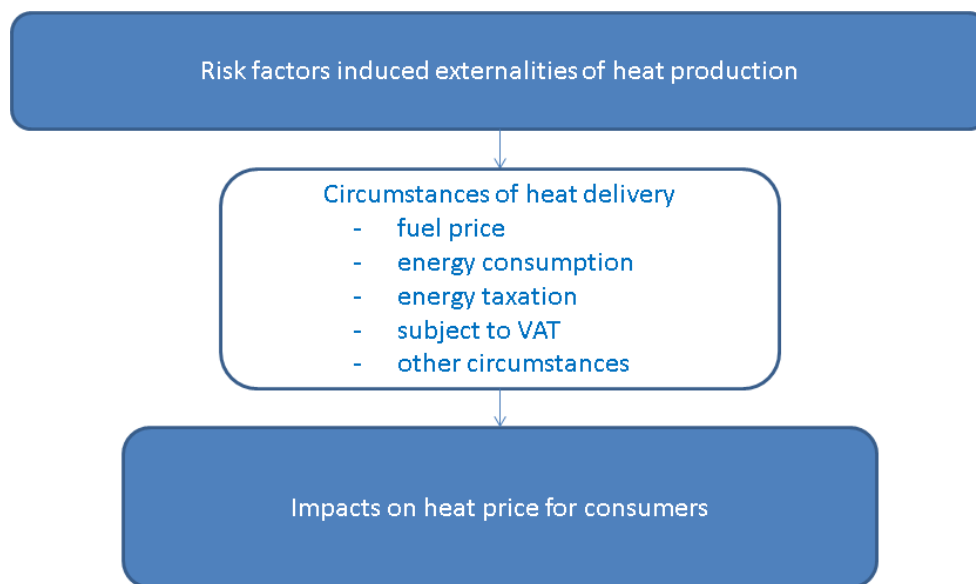 Risk factors induced externalities of heat production
Circumstances of heat delivery
- fuel price
- energy consumption
- energy taxation
- subject to VAT
- other circumstances
Impacts on heat price for consumers